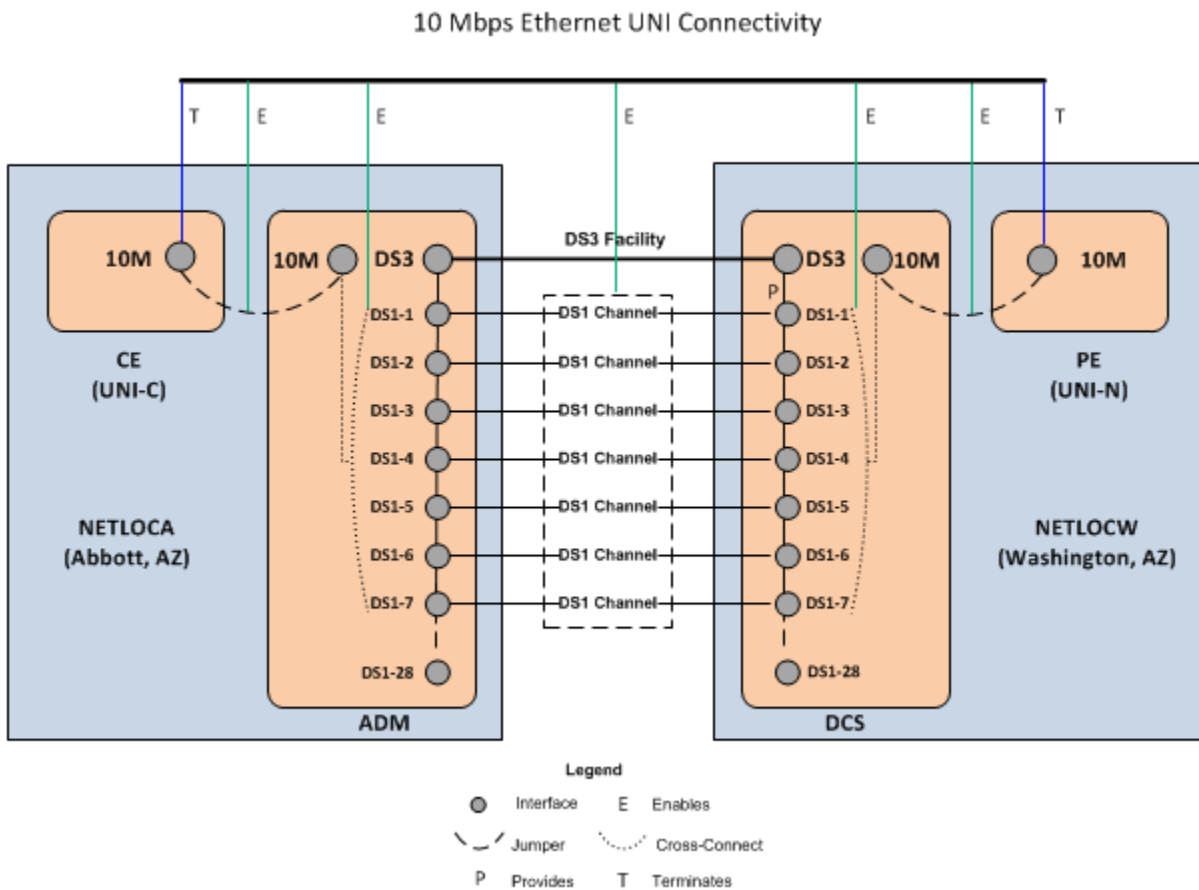 10 Mbps Ethernet UNI Connectivity
T E E E E E T
10M 10M DS3 DS3 Facility DS3 10M 10M
P
DS1-1 DS1 Channel DS1-1
DS1-2 DS1 Channel DS1-2
DS1-3 DS1 Channel DS1-3
DS1-4 DS1 Channel DS1-4
DS1-5 DS1 Channel DS1-5
DS1-6 DS1 Channel DS1-6
DS1-7 DS1 Channel DS1-7
DS1-28 DS1-28
CE
(UNI-C)
PE
(UNI-N)
NETLOCA
(Abbott, AZ)
NETLOCW
(Washington, AZ)
ADM DCS
Legend
Interface E Enables
Jumper Cross-Connect
P Provides T Terminates